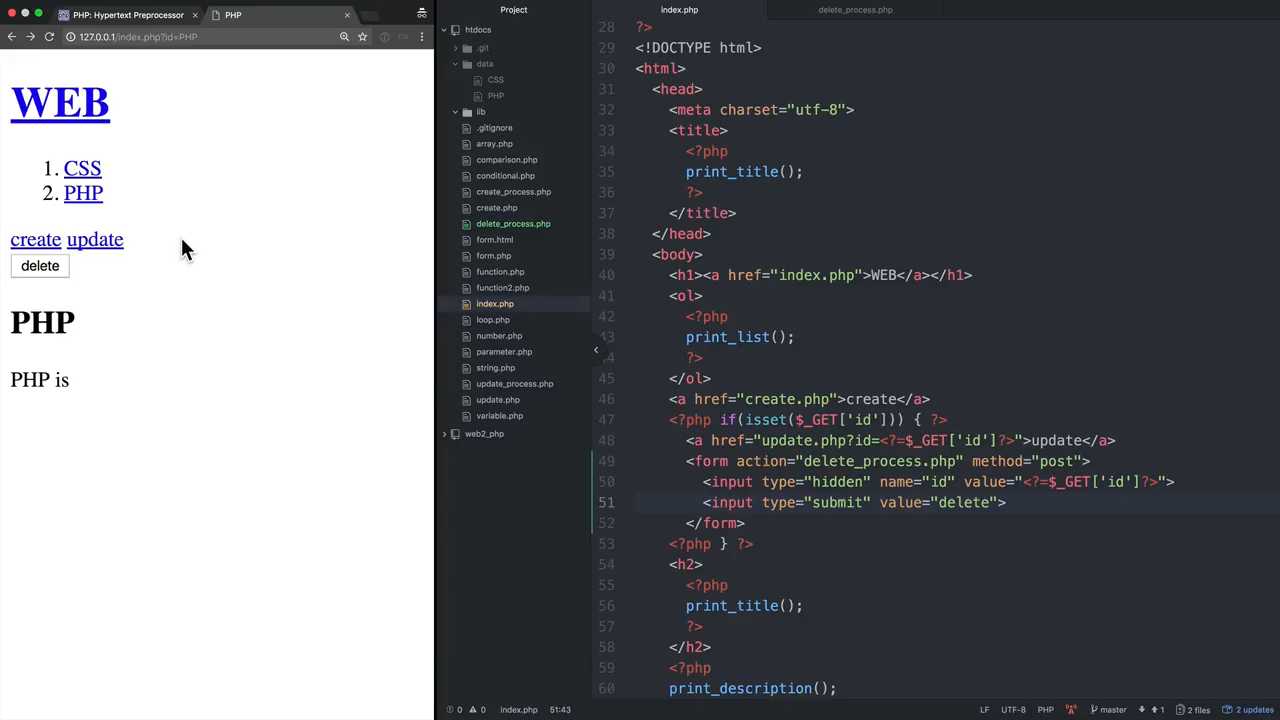 PHP: Hypertext Preprocessor
PHP
127.0.0.1/index.php?id=PHP
WEB
1. CSS
2. PHP
create update
delete
PHP
PHP is
Project
htdocs
.git
data
CSS
PHP
lib
.gitignore
array.php
comparison.php
conditional.php
create_process.php
create.php
delete_process.php
form.html
form.php
function.php
function2.php
index.php
loop.php
number.php
parameter.php
string.php
update_process.php
update.php
variable.php
web2_php
index.php
delete_process.php
28 ?>
29 <!DOCTYPE html>
30 <html>
31 <head>
32 <meta charset="utf-8">
33 <title>
34 <?php
35 print_title();
36 ?>
37 </title>
38 </head>
39 <body>
40 <h1><a href="index.php">WEB</a></h1>
41 <ol>
42 <?php
43 print_list();
44 ?>
45 </ol>
46 <a href="create.php">create</a>
47 <?php if(isset($_GET['id'])) { ?>
48 <a href="update.php?id=<?=$_GET['id']?>">update</a>
49 <form action="delete_process.php" method="post">
50 <input type="hidden" name="id" value="<?=$_GET['id']?>">
51 <input type="submit" value="delete">
52 </form>
53 <?php } ?>
54 <h2>
55 <?php
56 print_title();
57 ?>
58 </h2>
59 <?php
60 print_description();
0 0 index.php 51:43
LF UTF-8 PHP master 1 2 files 2 updates